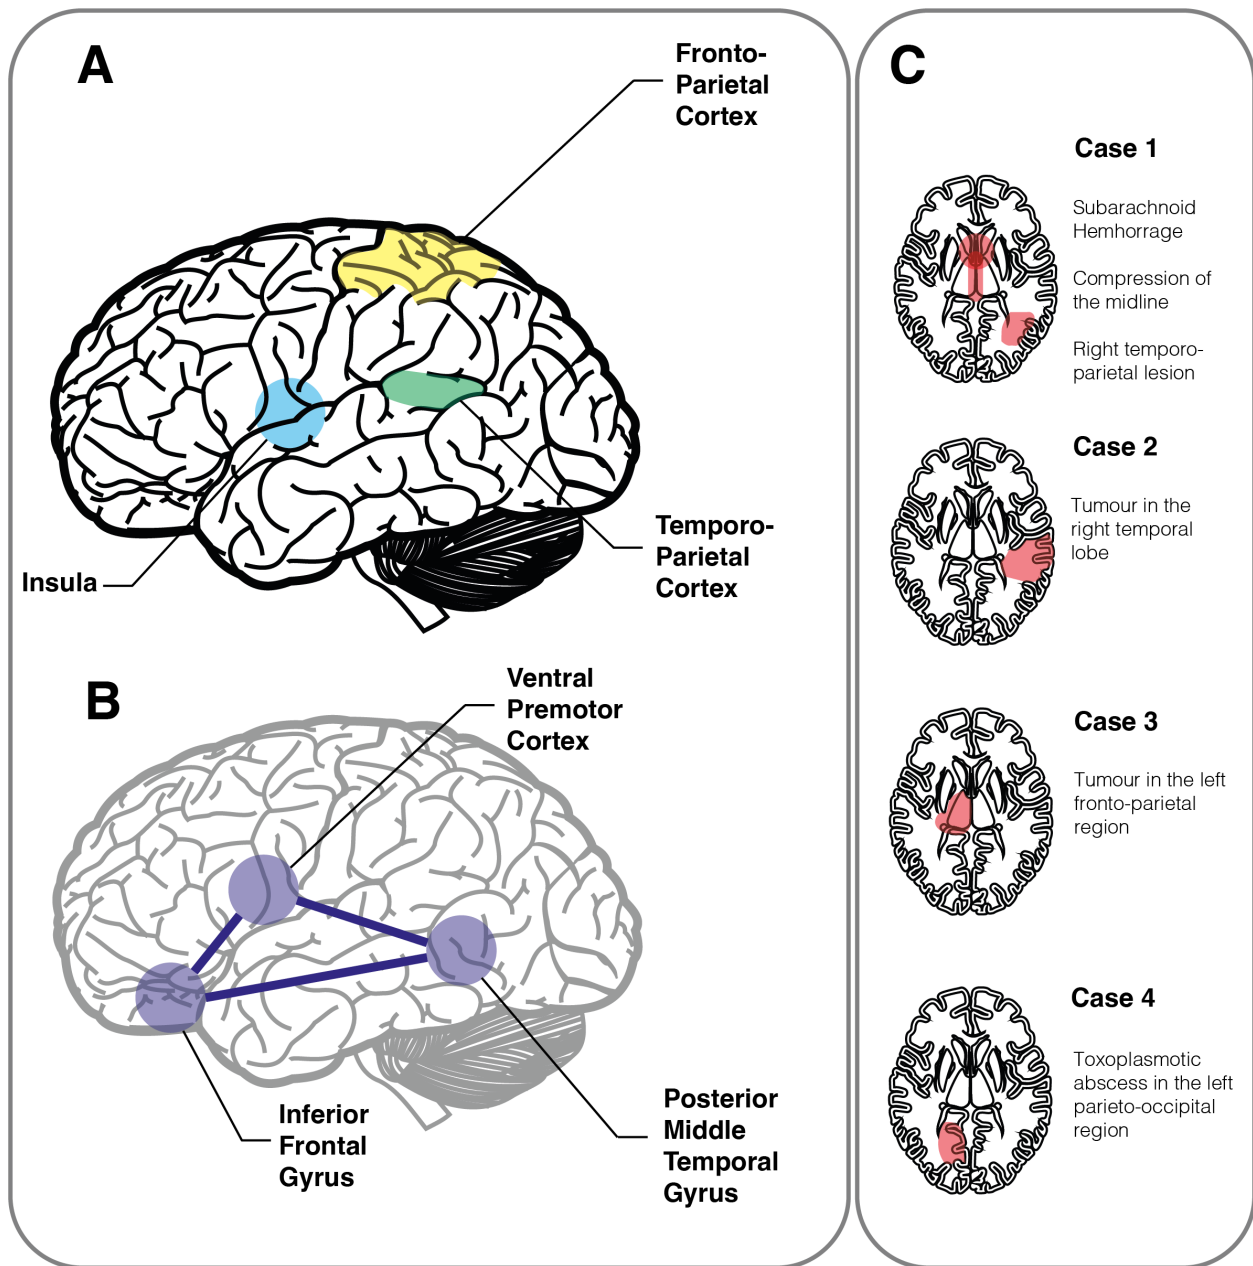 A
Fronto-
Parietal
Cortex
Insula
Temporo-
Parietal
Cortex
B
Ventral
Premotor
Cortex
Inferior
Frontal
Gyrus
Posterior
Middle
Temporal
Gyrus
C
Case 1
Subarachnoid
Hemhorrage
Compression of
the midline
Right temporo-
parietal lesion
Case 2
Tumour in the
right temporal
lobe
Case 3
Tumour in the left
fronto-parietal
region
Case 4
Toxoplasmotic
abscess in the left
parieto-occipital
region